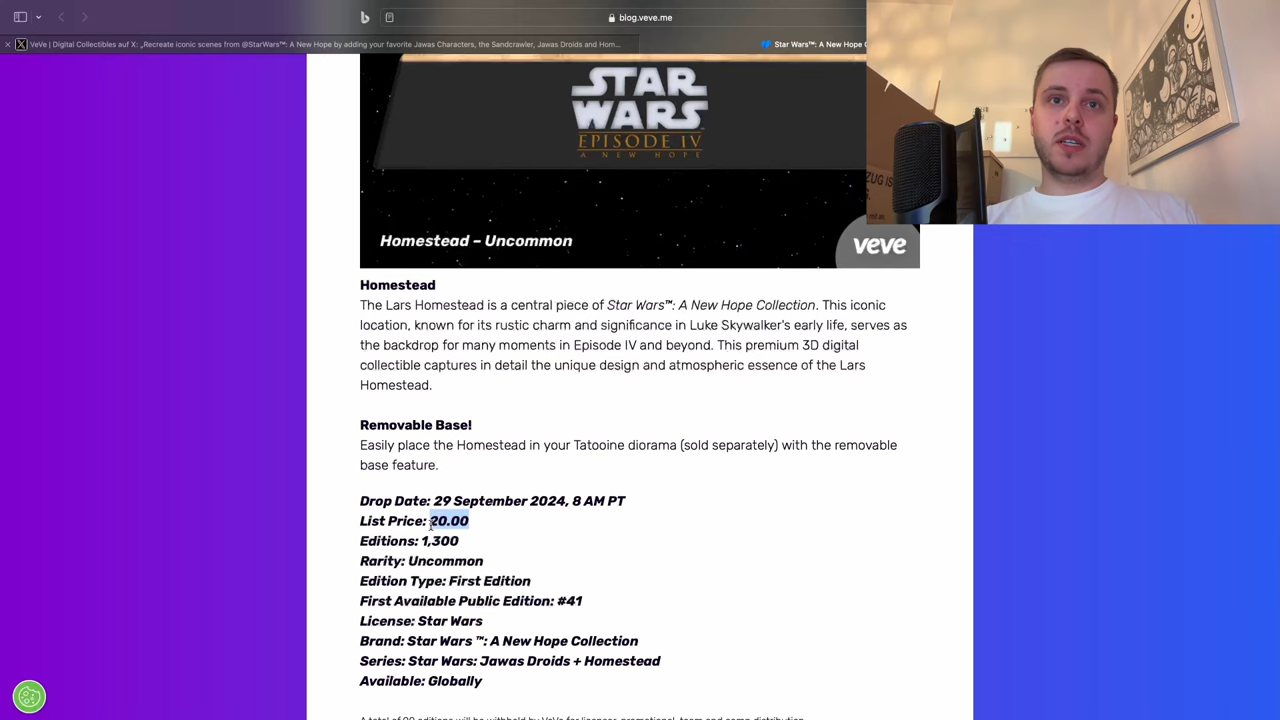 blog.veve.me
VeVe | Digital Collectibles auf X: „Recreate iconic scenes from @StarWars™: A New Hope by adding your favorite Jawas Characters, the Sandcrawler, Jawas Droids and Hom...
Star Wars™: A New Hope C
STAR
WARS
EPISODE IV
A NEW HOPE
Homestead – Uncommon
veve
Homestead
The Lars Homestead is a central piece of Star Wars™: A New Hope Collection. This iconic
location, known for its rustic charm and significance in Luke Skywalker's early life, serves as
the backdrop for many moments in Episode IV and beyond. This premium 3D digital
collectible captures in detail the unique design and atmospheric essence of the Lars
Homestead.
Removable Base!
Easily place the Homestead in your Tatooine diorama (sold separately) with the removable
base feature.
Drop Date: 29 September 2024, 8 AM PT
List Price: 20.00
Editions: 1,300
Rarity: Uncommon
Edition Type: First Edition
First Available Public Edition: #41
License: Star Wars
Brand: Star Wars ™: A New Hope Collection
Series: Star Wars: Jawas Droids + Homestead
Available: Globally